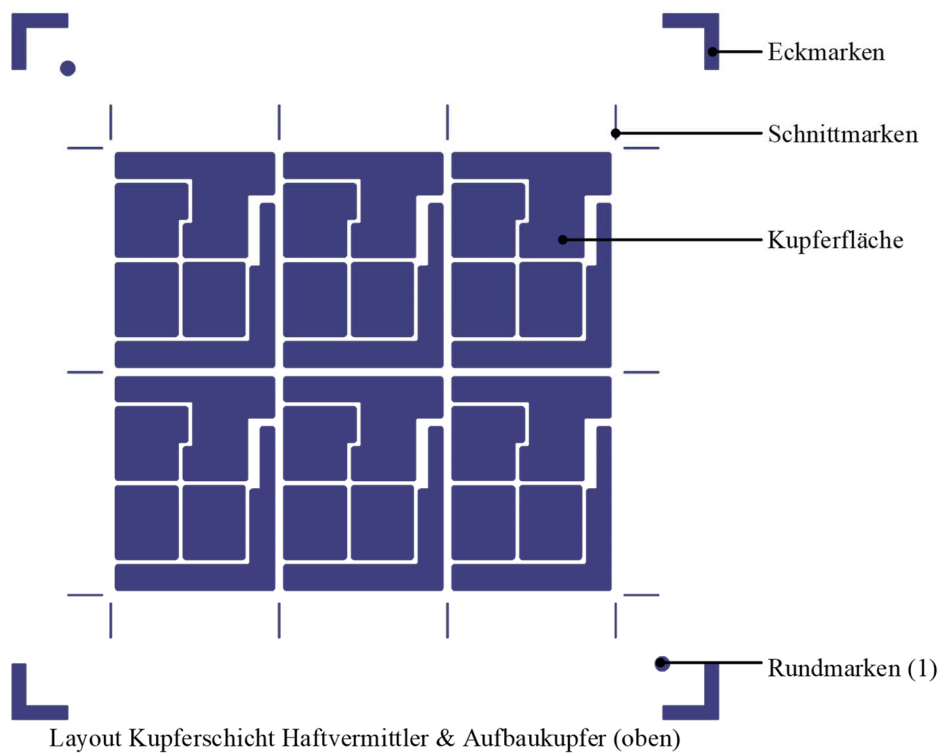 Eckmarken
Schnittmarken
Kupferfläche
Rundmarken (1)
Layout Kupferschicht Haftvermittler & Aufbaukupfer (oben)